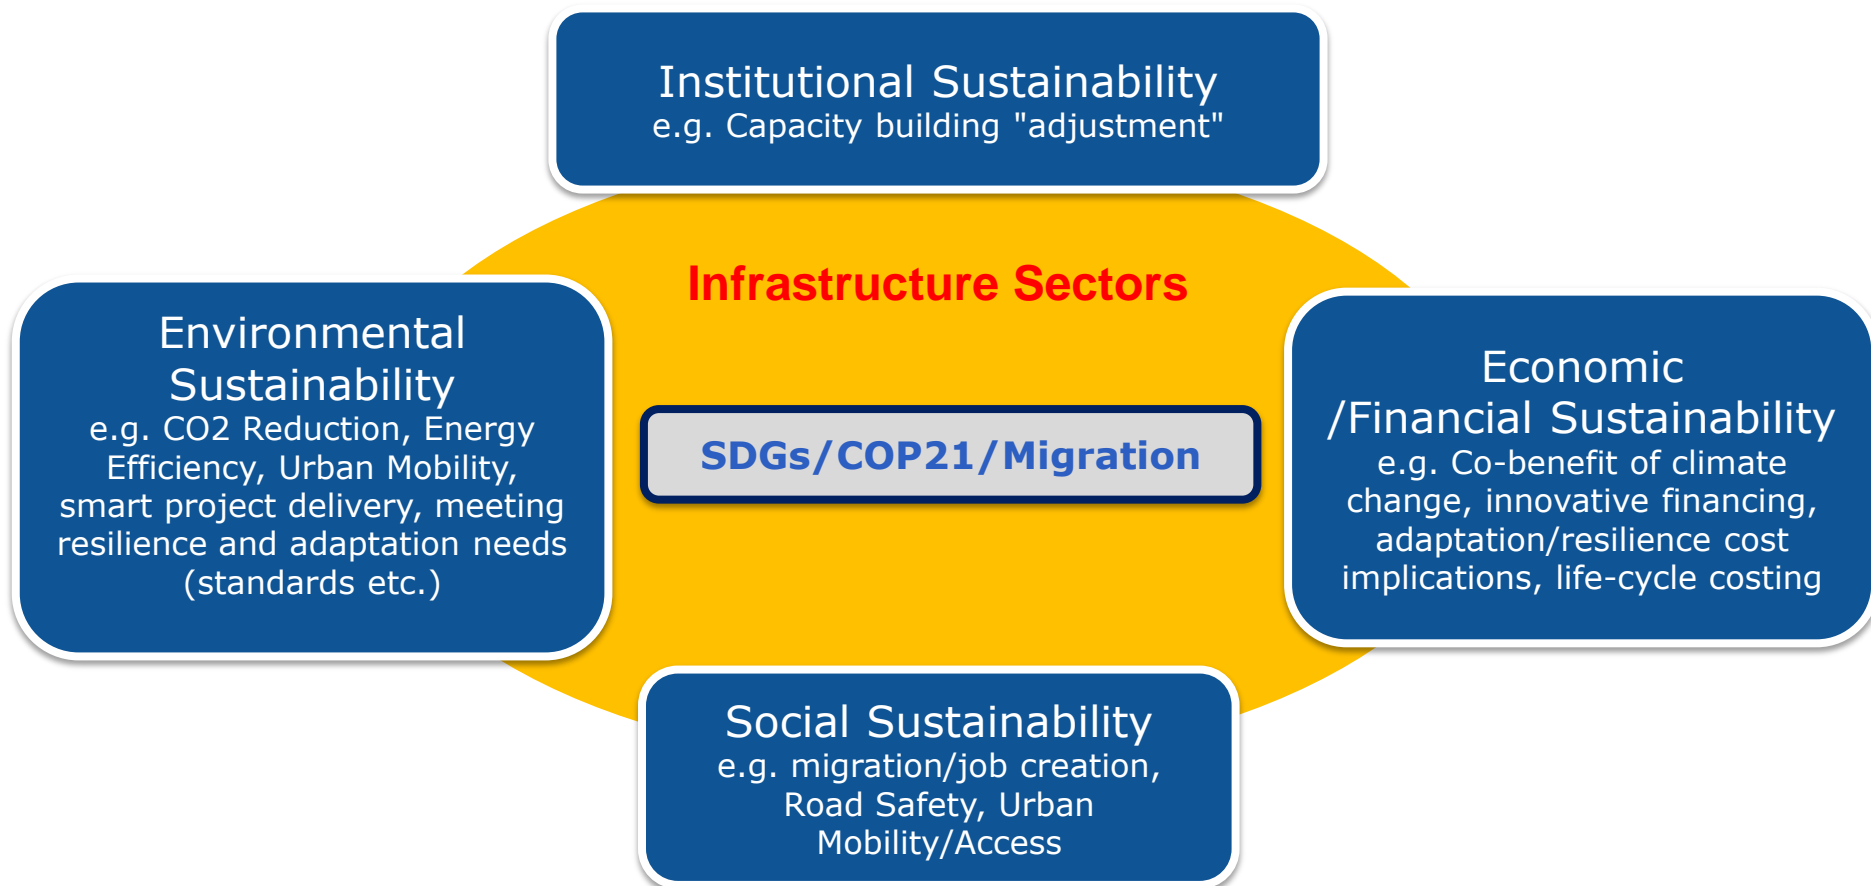 Institutional Sustainability
e.g. Capacity building "adjustment"
Infrastructure Sectors
Environmental
Sustainability
e.g. CO2 Reduction, Energy
Efficiency, Urban Mobility,
smart project delivery, meeting
resilience and adaptation needs
(standards etc.)
SDGs/COP21/Migration
Economic
/Financial Sustainability
e.g. Co-benefit of climate
change, innovative financing,
adaptation/resilience cost
implications, life-cycle costing
Social Sustainability
e.g. migration/job creation,
Road Safety, Urban
Mobility/Access